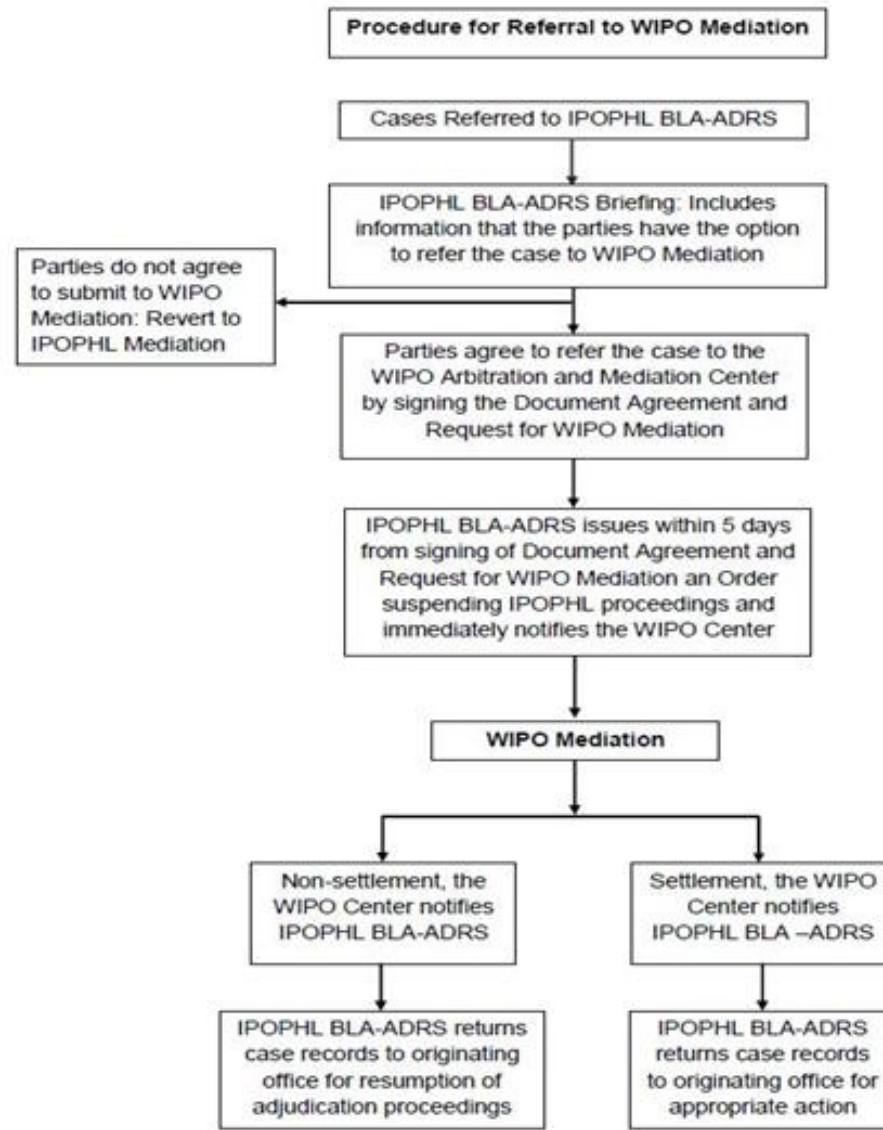 Procedure for Referral to WIPO Mediation
Cases Referred to IPOPHL BLA-ADRS
IPOPHL BLA-ADRS Briefing: Includes
information that the parties have the option
to refer the case to WIPO Mediation
Parties do not agree
to submit to WIPO
Mediation: Revert to
IPOPHL Mediation
Parties agree to refer the case to the
WIPO Arbitration and Mediation Center
by signing the Document Agreement and
Request for WIPO Mediation
IPOPHL BLA-ADRS issues within 5 days
from signing of Document Agreement and
Request for WIPO Mediation an Order
suspending IPOPHL proceedings and
immediately notifies the WIPO Center
WIPO Mediation
Non-settlement, the
WIPO Center notifies
IPOPHL BLA-ADRS
Settlement, the WIPO
Center notifies
IPOPHL BLA –ADRS
IPOPHL BLA-ADRS returns
case records to originating
office for resumption of
adjudication proceedings
IPOPHL BLA-ADRS
returns case records
to originating office for
appropriate action